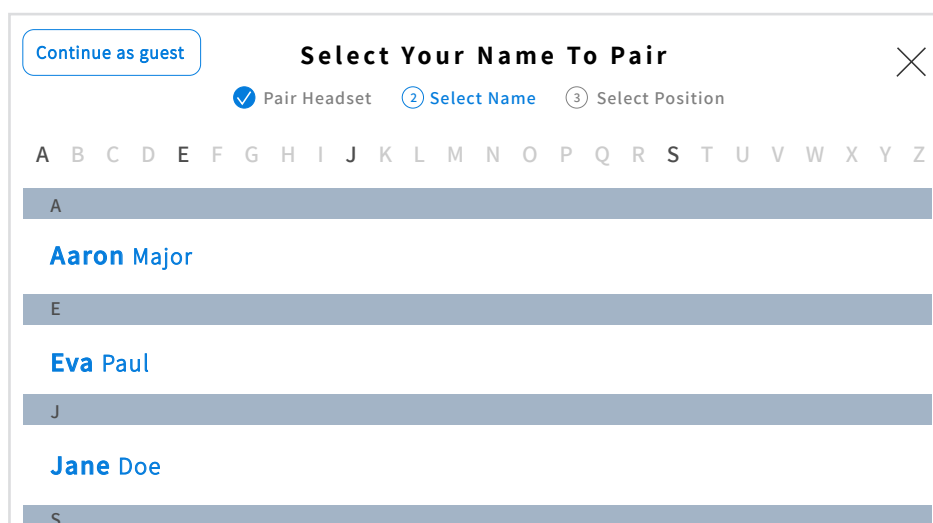 Continue as guest
Select Your Name To Pair
Pair Headset 2 Select Name 3 Select Position
A B C D E F G H I J K L M N O P Q R S T U V W X Y Z
A
Aaron Major
E
Eva Paul
J
Jane Doe
S